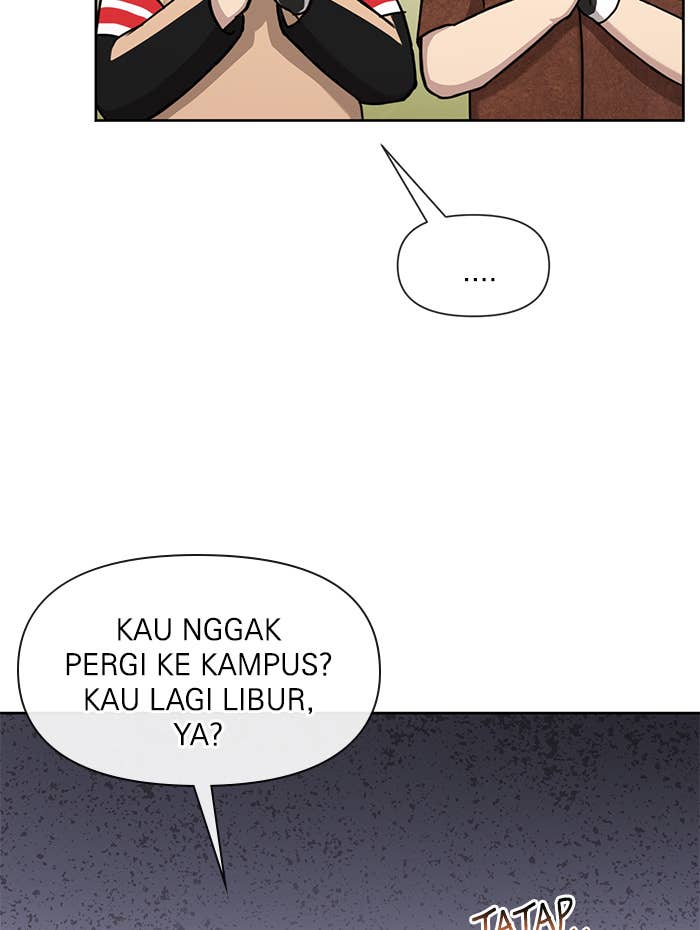 ....
KAU NGGAK
PERGI KE KAMPUS?
KAU LAGI LIBUR,
YA?
TATAP..